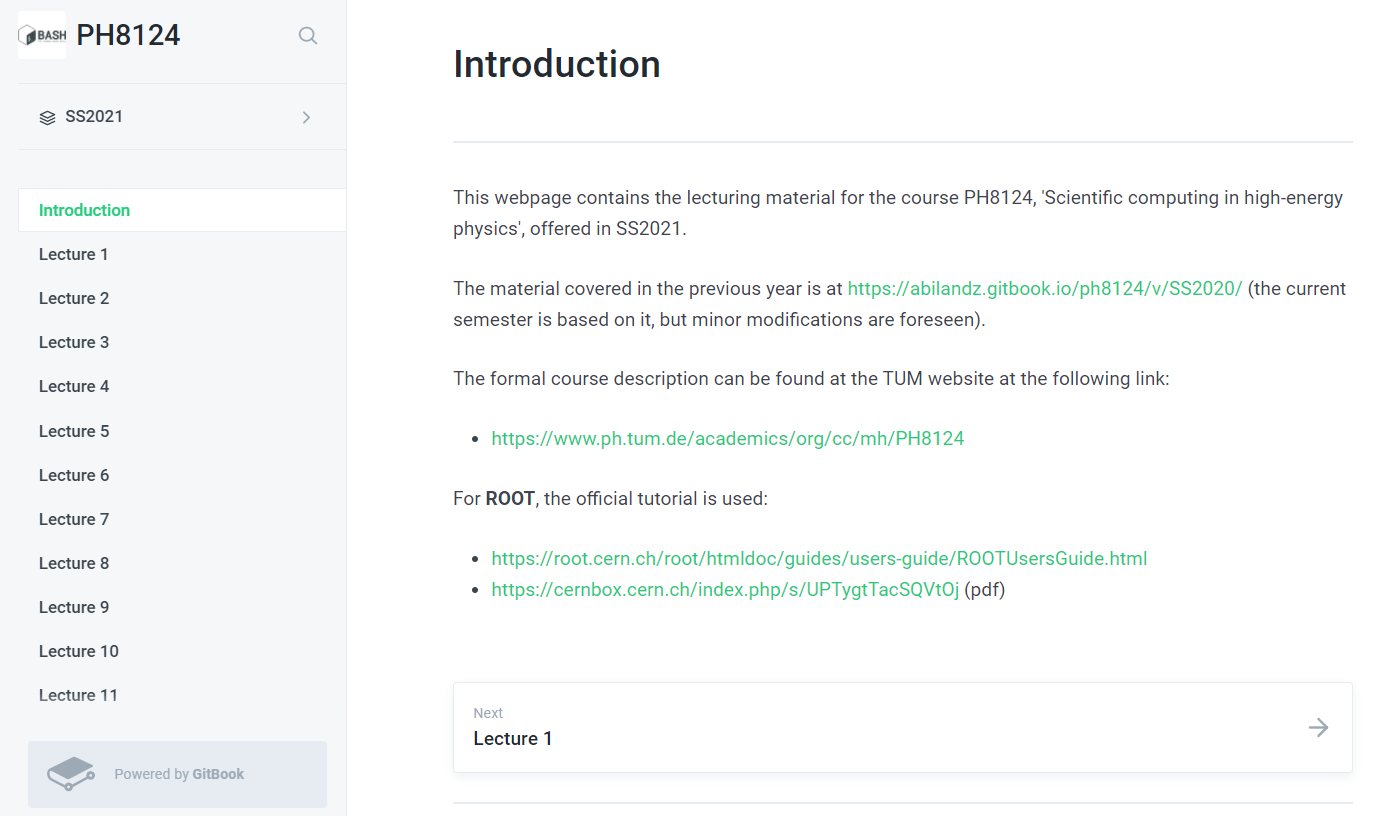 BASH
PH8124
SS2021
Introduction
Lecture 1
Lecture 2
Lecture 3
Lecture 4
Lecture 5
Lecture 6
Lecture 7
Lecture 8
Lecture 9
Lecture 10
Lecture 11
Powered by GitBook
Introduction
This webpage contains the lecturing material for the course PH8124, 'Scientific computing in high-energy
physics', offered in SS2021.
The material covered in the previous year is at https://abilandz.gitbook.io/ph8124/v/SS2020/ (the current
semester is based on it, but minor modifications are foreseen).
The formal course description can be found at the TUM website at the following link:
• https://www.ph.tum.de/academics/org/cc/mh/PH8124
For ROOT, the official tutorial is used:
• https://root.cern.ch/root/htmldoc/guides/users-guide/ROOTUsersGuide.html
• https://cernbox.cern.ch/index.php/s/UPTygtTacSQVtOj (pdf)
Next
Lecture 1